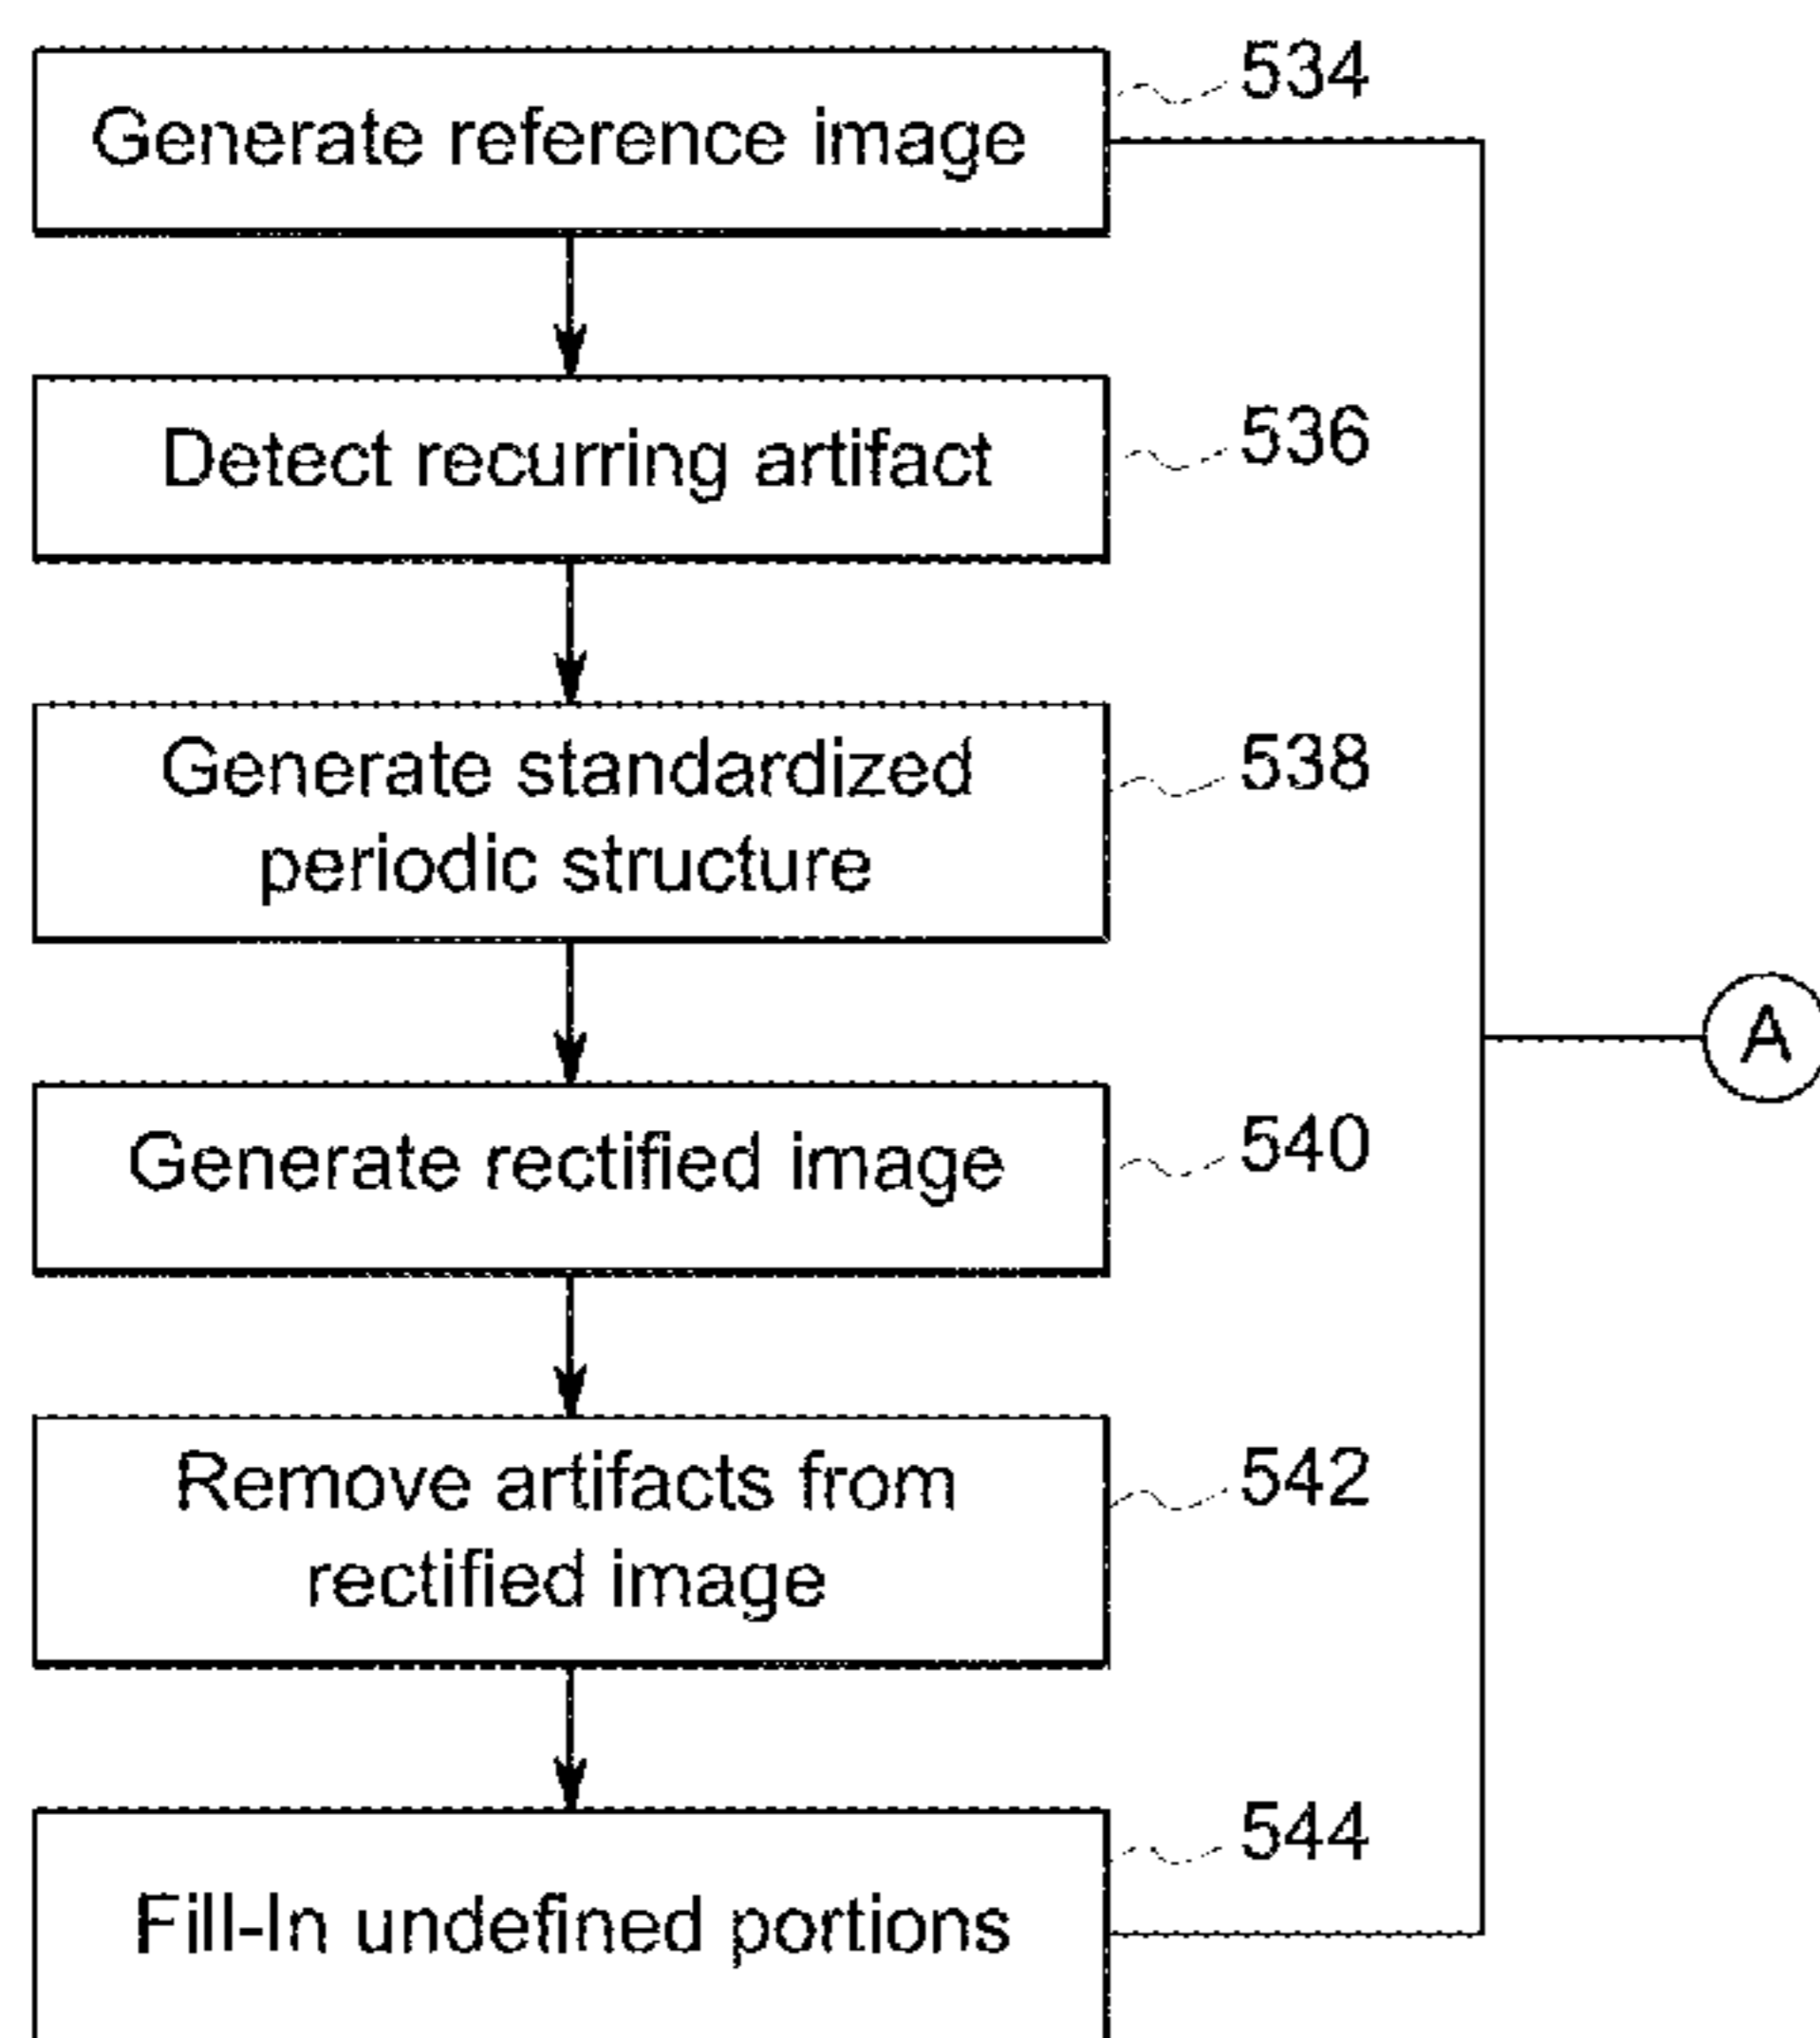 534
Generate reference image
536
Detect recurring artifact
538
Generate standardized
periodic structure
A
540
Generate rectified image
542
Remove artifacts from
rectified image
544
Fill-In undefined portions